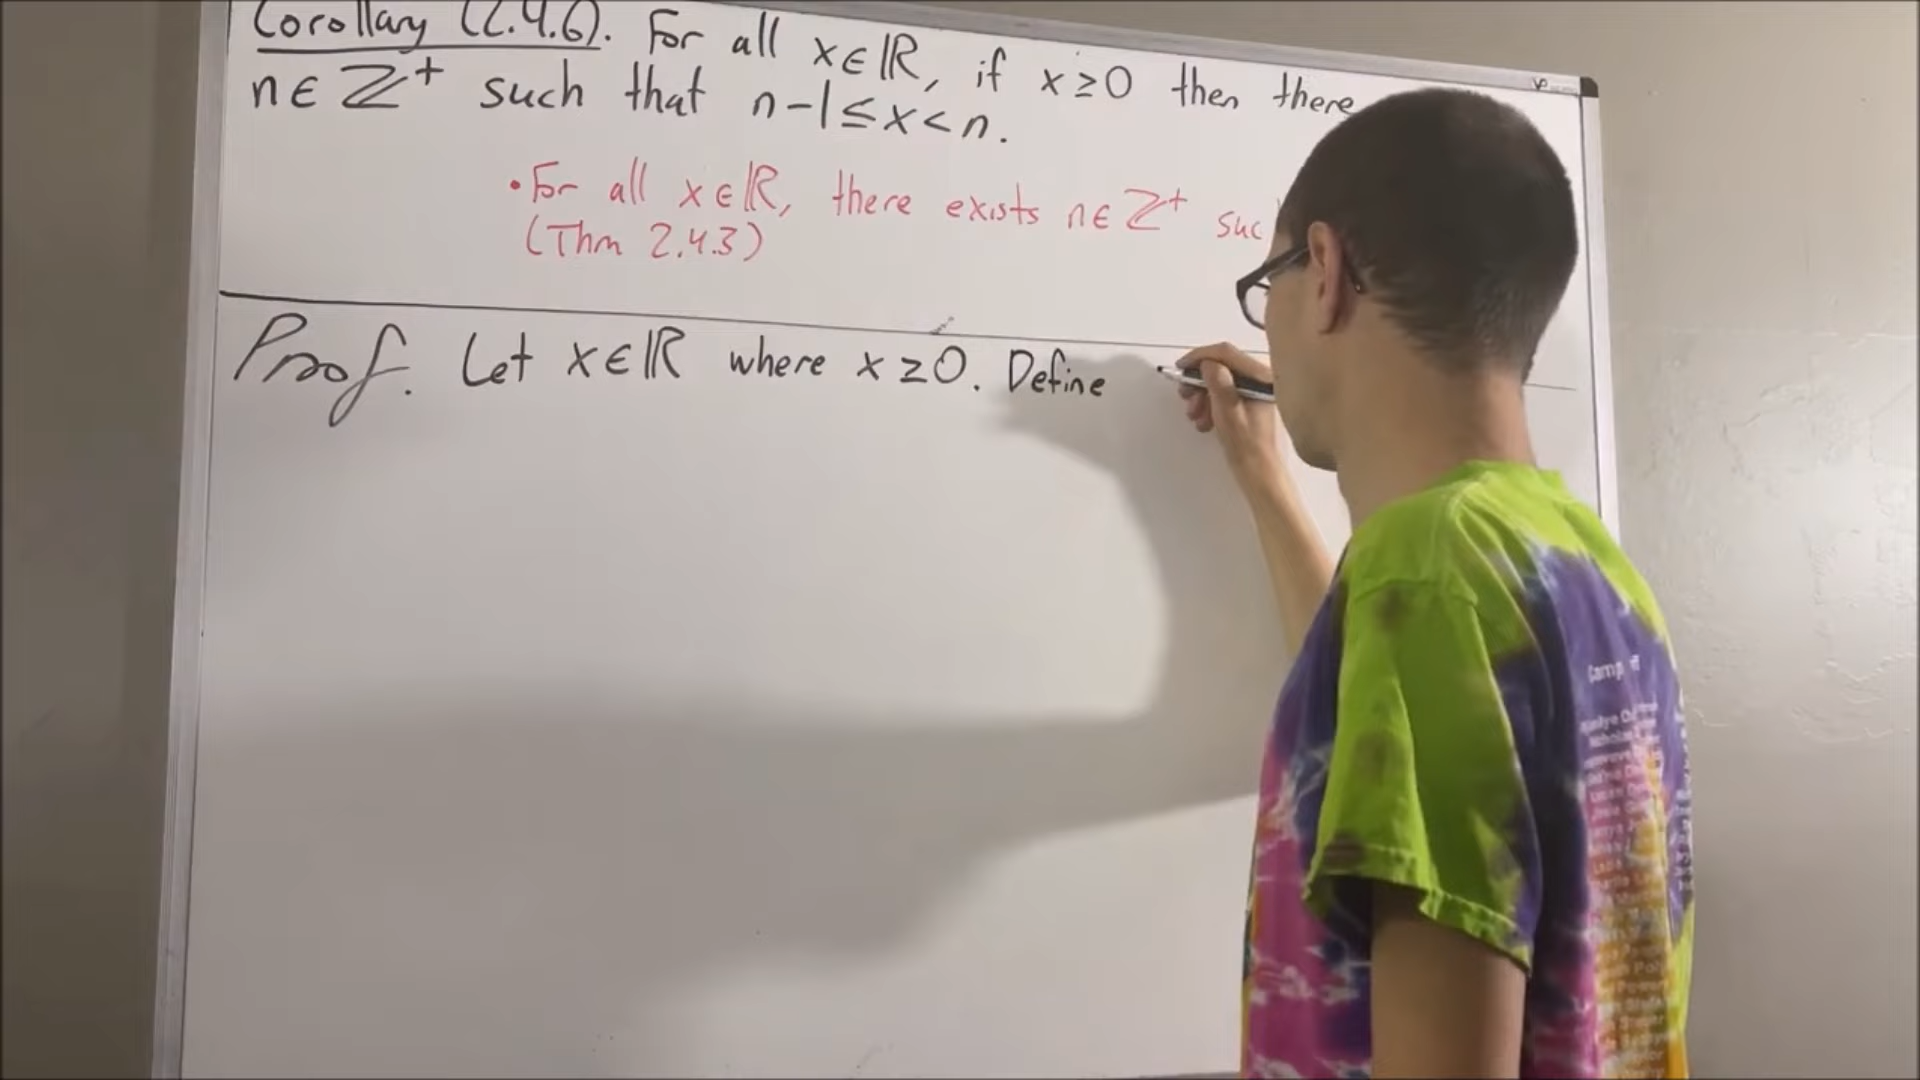 Corollary (2.4.6). For all x∈ℝ, if x≥0 then there
n∈ℤ⁺ such that n-1≤x<n.
•For all x∈ℝ, there exists n∈ℤ⁺ suc
(Thm 2.4.3)
Proof. Let x∈ℝ where x≥0. Define